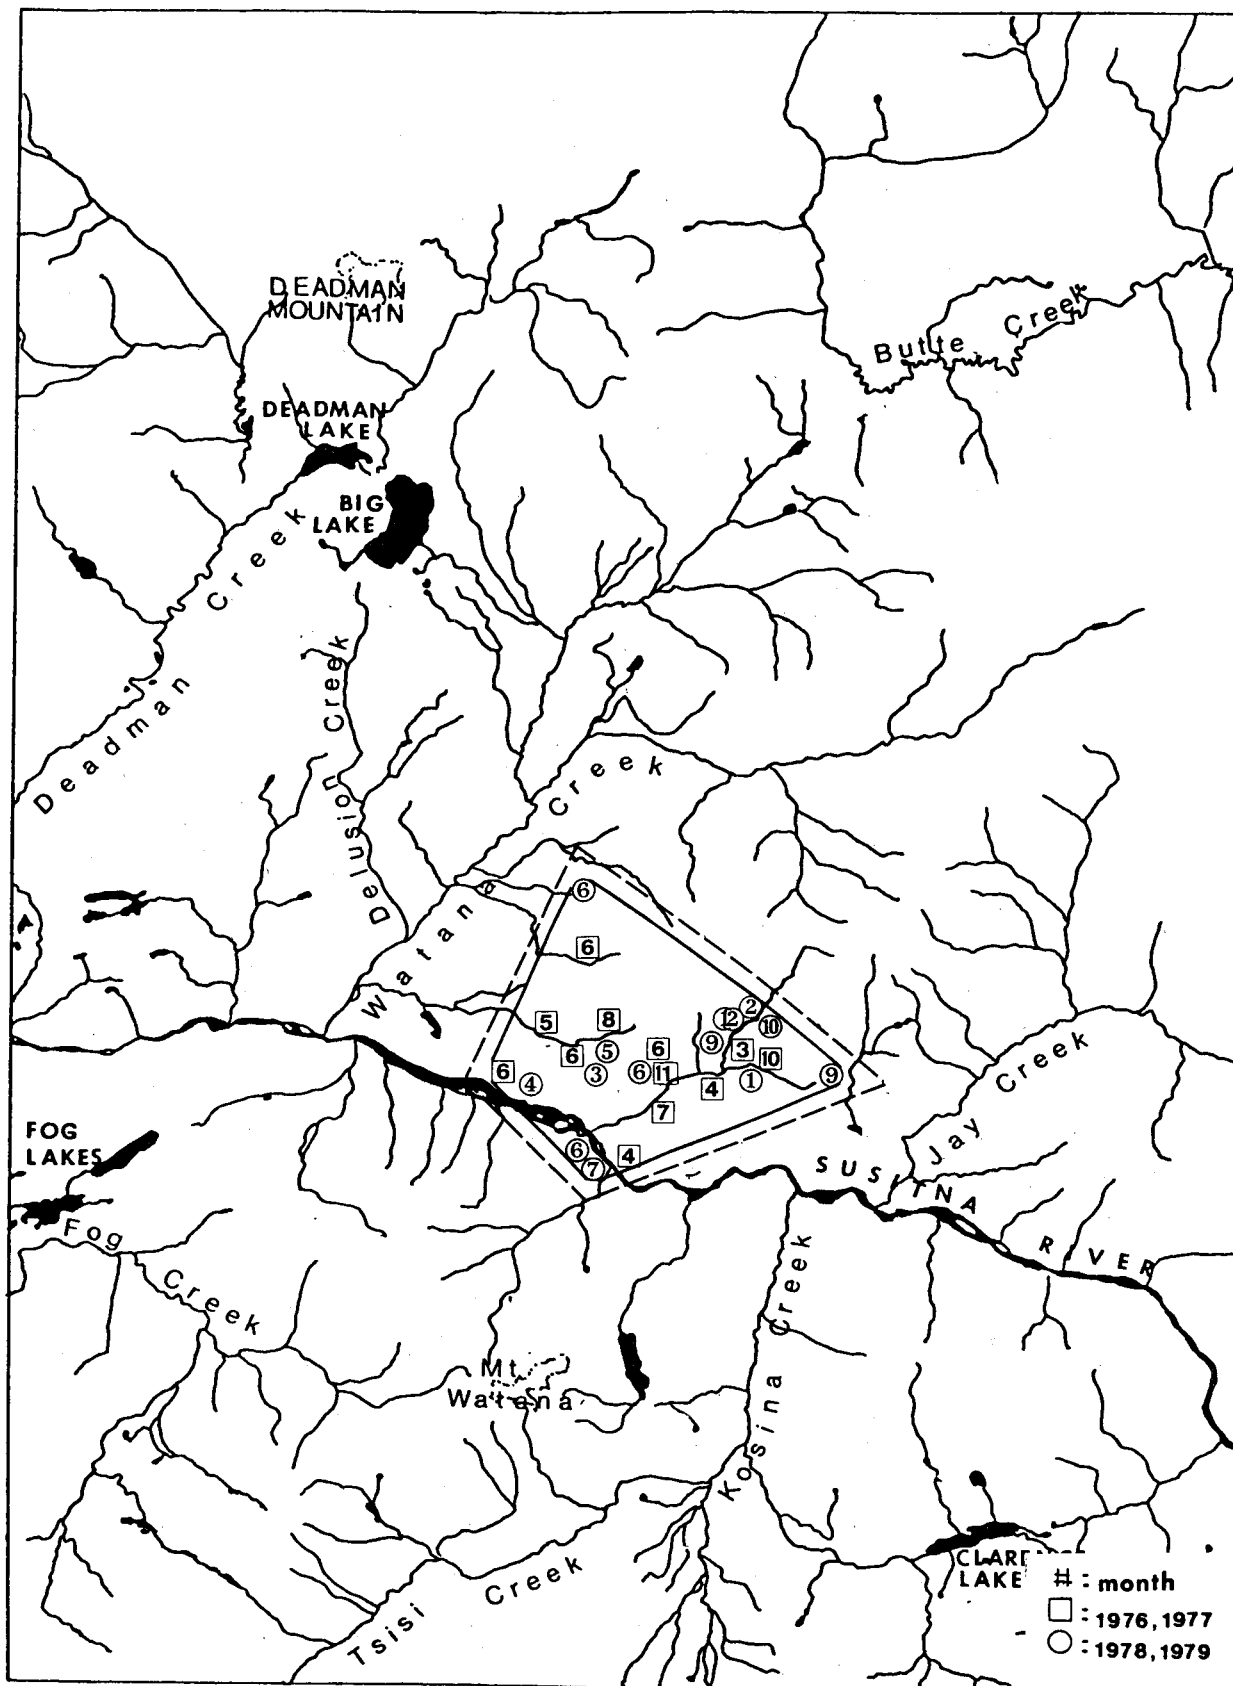 DEADMAN
MOUNTAIN
Butte Creek
DEADMAN
LAKE
BIG
LAKE
Deadman Creek
Delusion Creek
Watana Creek
6
6
2
12
10
5
8
9
6
5
6
3
10
6
4
3
6
11
4
1
9
7
6
7
4
Jay Creek
FOG
LAKES
SUSITNA RIVER
Fog Creek
Kosina Creek
Mt.
Watana
Tsisi Creek
LAKE
# : month
□ : 1976, 1977
○ : 1978, 1979